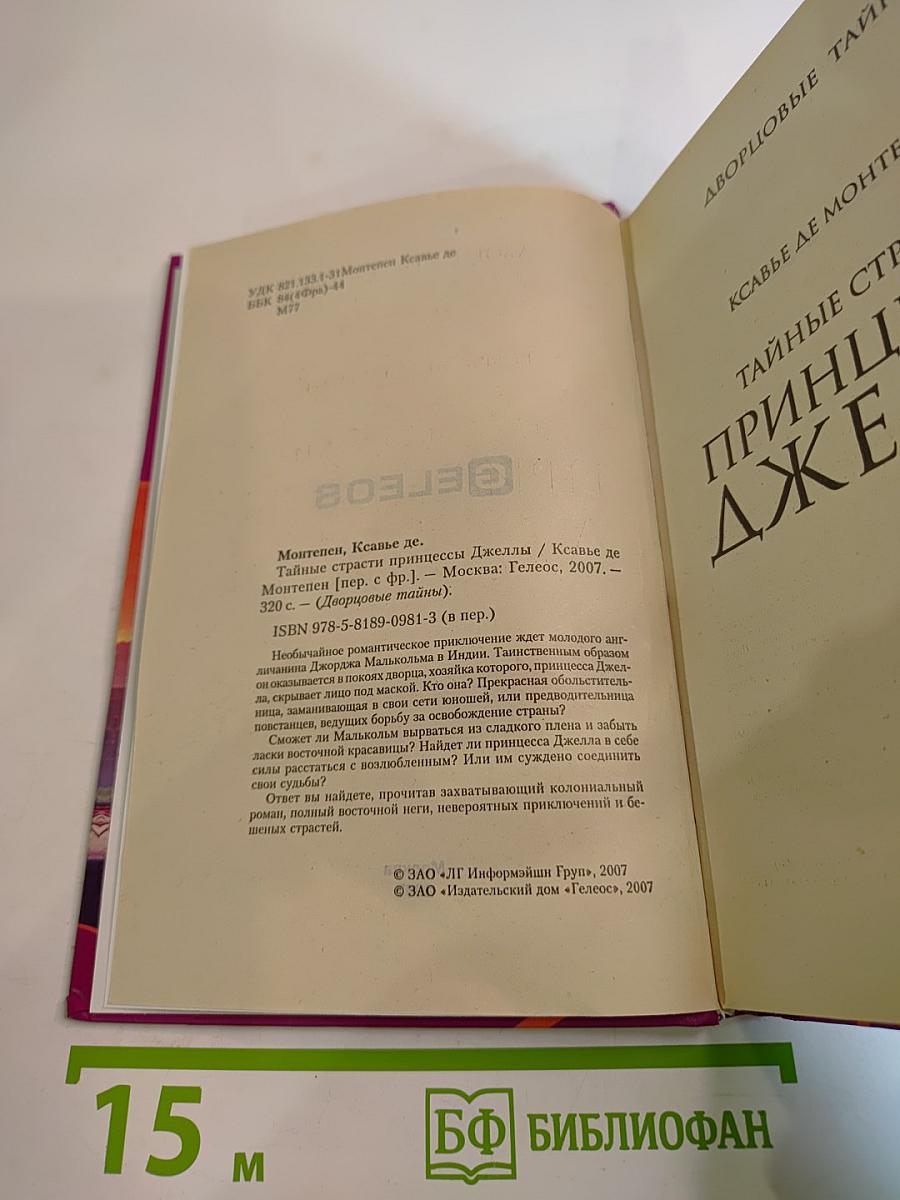 УДК 821.133.1-31Монтепен Ксавье де
ББК 84(4Фра)-44
М77
GELEOS
Монтепен, Ксавье де.
Тайные страсти принцессы Джеллы / Ксавье де
Монтепен [пер. с фр.]. — Москва: Гелеос, 2007. —
320 с. — (Дворцовые тайны).
ISBN 978-5-8189-0981-3 (в пер.)
Необычайное романтическое приключение ждет молодого анг-
личанина Джорджа Малькольма в Индии. Таинственным образом
он оказывается в покоях дворца, хозяйка которого, принцесса Джел-
ла, скрывает лицо под маской. Кто она? Прекрасная обольститель-
ница, заманивающая в свои сети юношей, или предводительница
повстанцев, ведущих борьбу за освобождение страны?
Сможет ли Малькольм вырваться из сладкого плена и забыть
ласки восточной красавицы? Найдет ли принцесса Джелла в себе
силы расстаться с возлюбленным? Или им суждено соединить
свои судьбы?
Ответ вы найдете, прочитав захватывающий колониальный
роман, полный восточной неги, невероятных приключений и бе-
шеных страстей.
Москва
© ЗАО «ЛГ Информэйшн Груп», 2007
© ЗАО «Издательский дом «Гелеос», 2007
ДВОРЦОВЫЕ ТАЙ
КСАВЬЕ ДЕ МОНТЕ
ТАЙНЫЕ СТР
ПРИНЦ
ДЖЕ
15 м
БФ БИБЛИОФАН